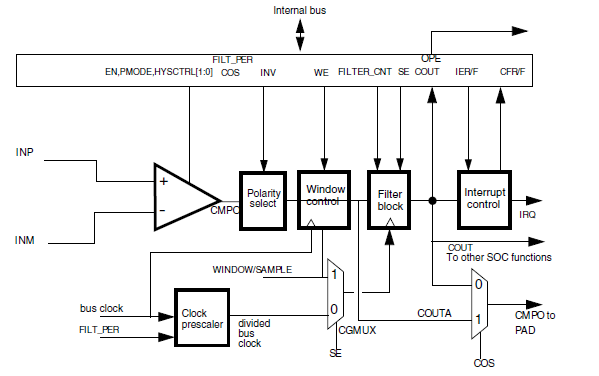 Internal bus
OPE
FILT_PER
EN,PMODE,HYSCTRL[1:0] COS INV WE FILTER_CNT SE COUT IER/F CFR/F
INP
+
-
INM
CMPO
Polarity
select
Window
control
Filter
block
Interrupt
control
IRQ
COUT
To other SOC functions
WINDOW/SAMPLE
1
0
CGMUX
SE
bus clock
FILT_PER
Clock
prescaler
divided
bus
clock
COUTA
0
1
CMPO to
PAD
COS